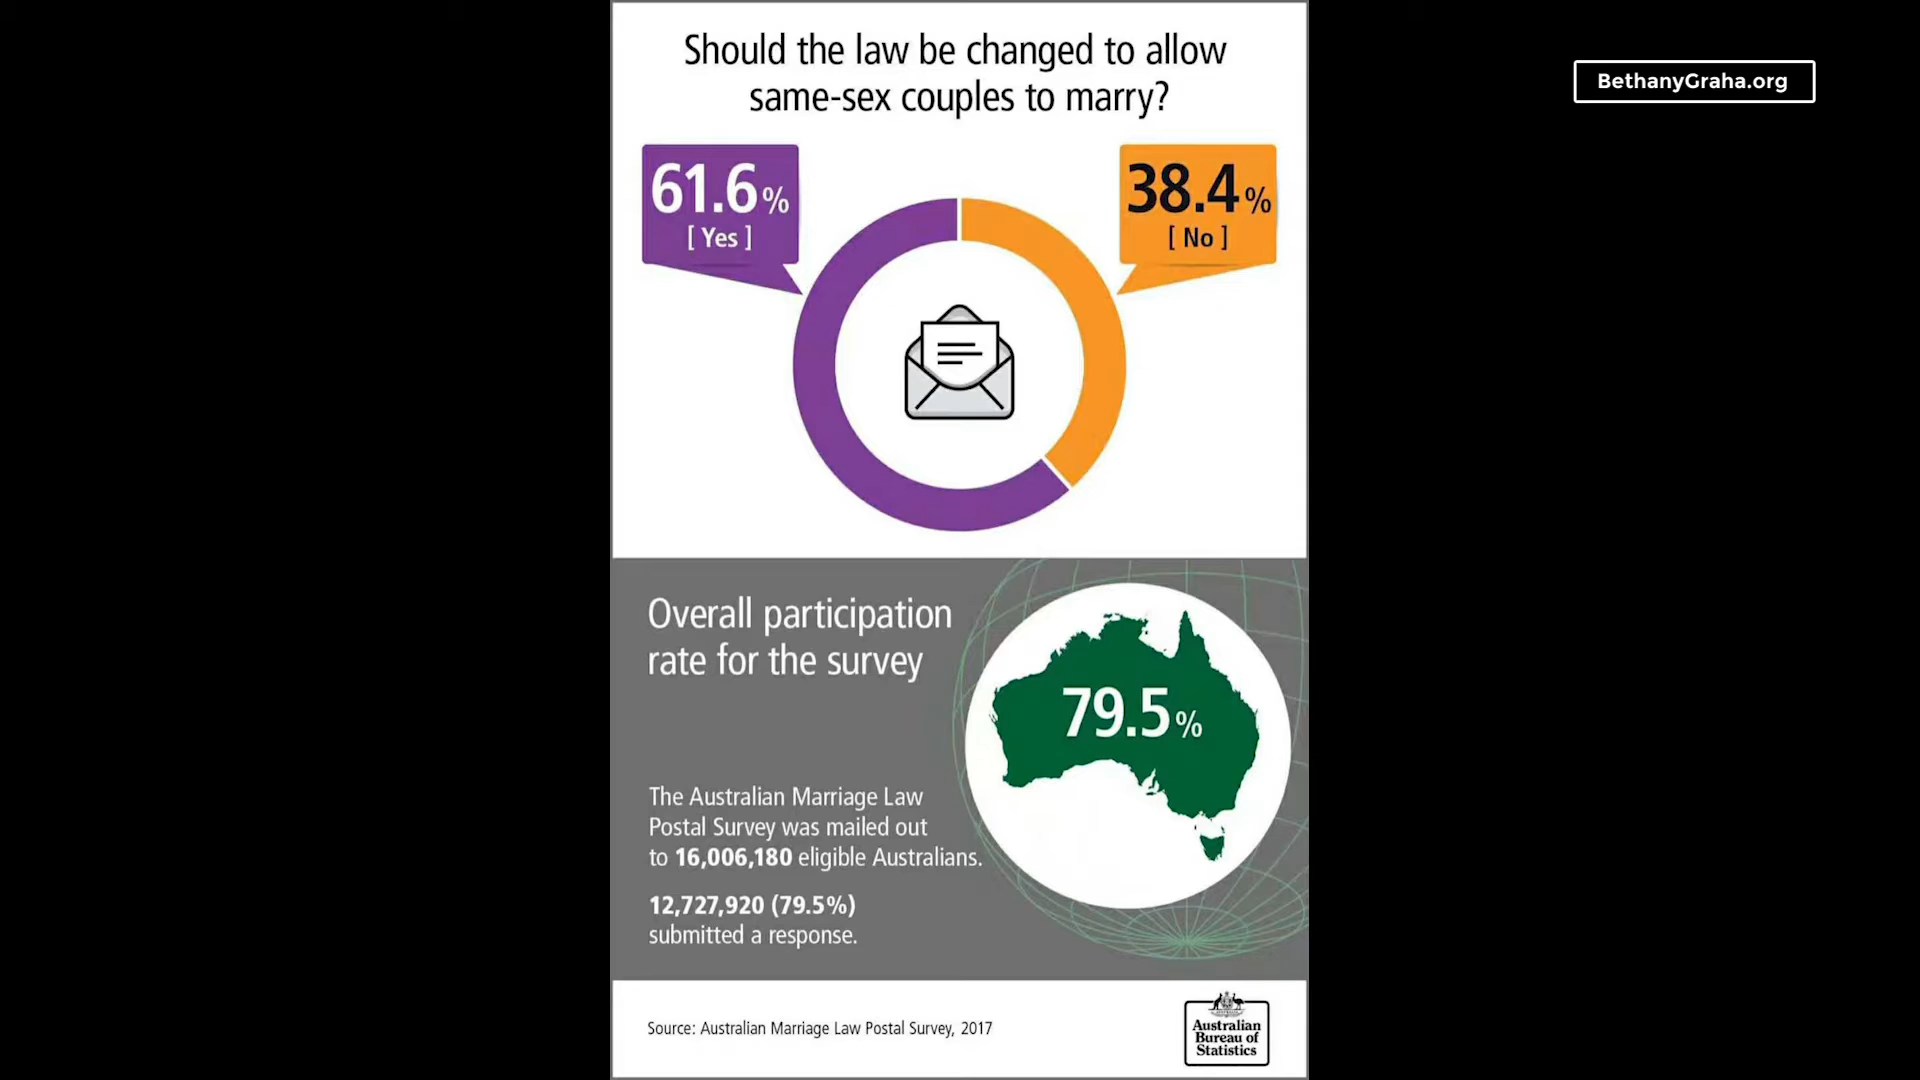 Should the law be changed to allow
same-sex couples to marry?
BethanyGraha.org
61.6%
[ Yes ]
38.4%
[ No ]
Overall participation
rate for the survey
79.5%
The Australian Marriage Law
Postal Survey was mailed out
to 16,006,180 eligible Australians.
12,727,920 (79.5%)
submitted a response.
Source: Australian Marriage Law Postal Survey, 2017
Australian
Bureau of
Statistics